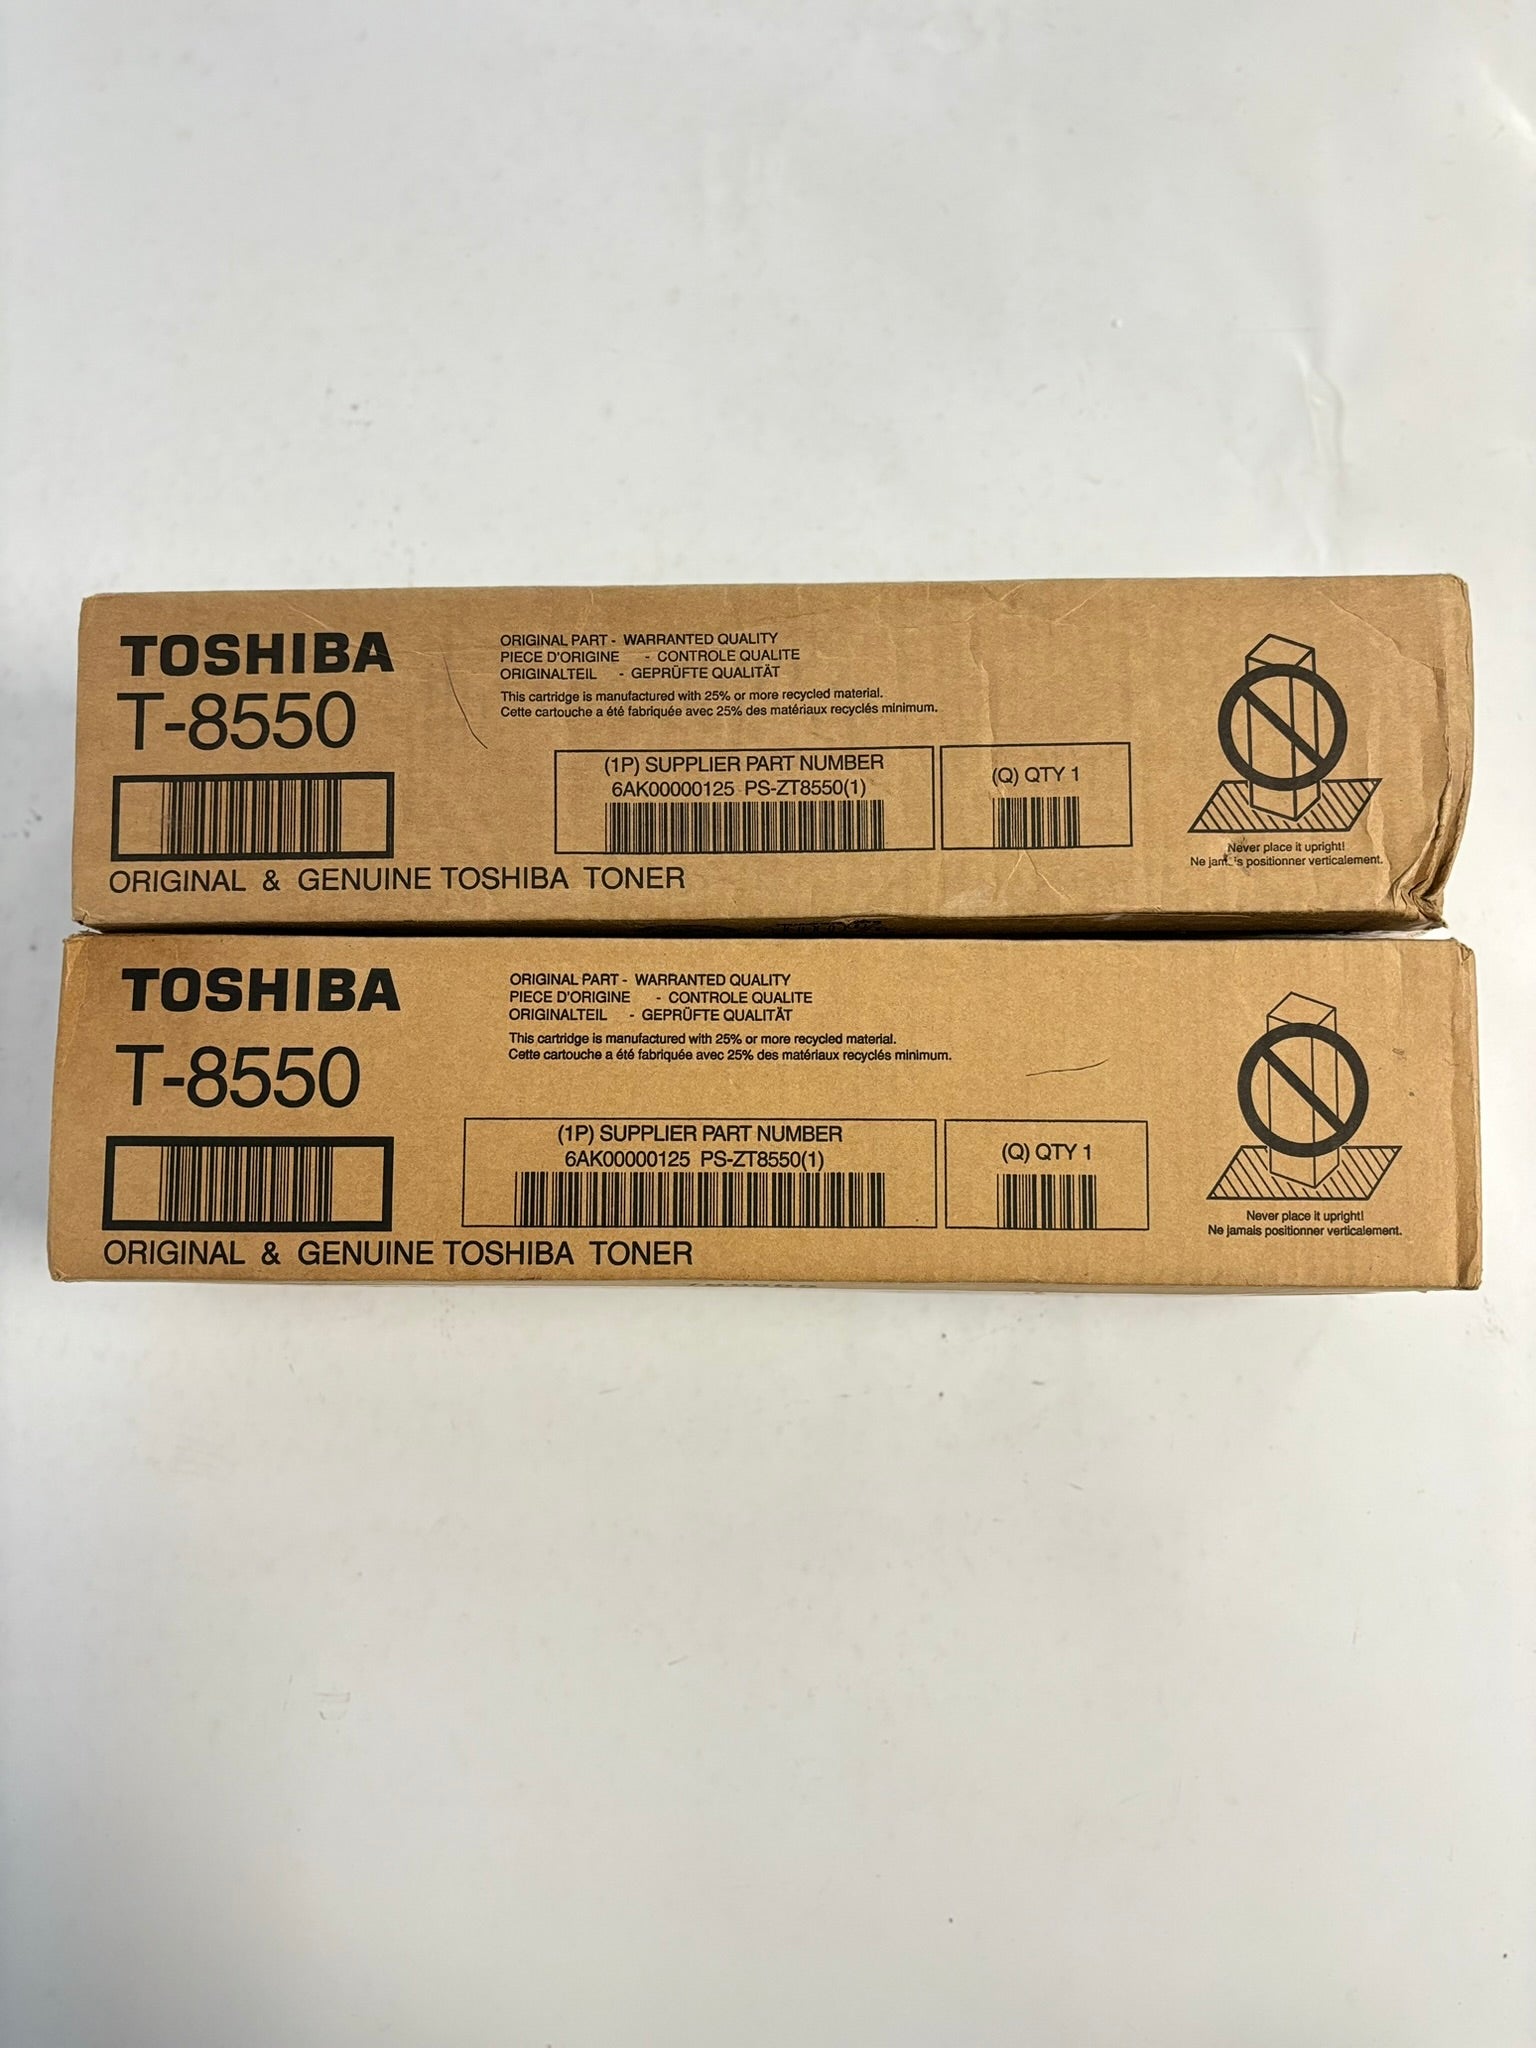 TOSHIBA
T-8550
ORIGINAL & GENUINE TOSHIBA TONER
ORIGINAL PART - WARRANTED QUALITY
PIECE D'ORIGINE - CONTROLE QUALITE
ORIGINALTEIL - GEPRÜFTE QUALITÄT
This cartridge is manufactured with 25% or more recycled material.
Cette cartouche a été fabriquée avec 25% des matériaux recyclés minimum.
(1P) SUPPLIER PART NUMBER
6AK00000125 PS-ZT8550(1)
(Q) QTY 1
Never place it upright!
Ne jamais positionner verticalement.
TOSHIBA
T-8550
ORIGINAL & GENUINE TOSHIBA TONER
ORIGINAL PART - WARRANTED QUALITY
PIECE D'ORIGINE - CONTROLE QUALITE
ORIGINALTEIL - GEPRÜFTE QUALITÄT
This cartridge is manufactured with 25% or more recycled material.
Cette cartouche a été fabriquée avec 25% des matériaux recyclés minimum.
(1P) SUPPLIER PART NUMBER
6AK00000125 PS-ZT8550(1)
(Q) QTY 1
Never place it upright!
Ne jamais positionner verticalement.